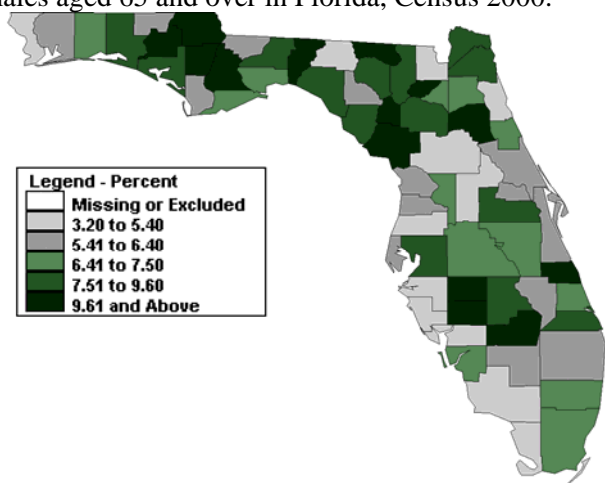 males aged 65 and over in Florida, Census 2000.
Legend - Percent
Missing or Excluded
3.20 to 5.40
5.41 to 6.40
6.41 to 7.50
7.51 to 9.60
9.61 and Above